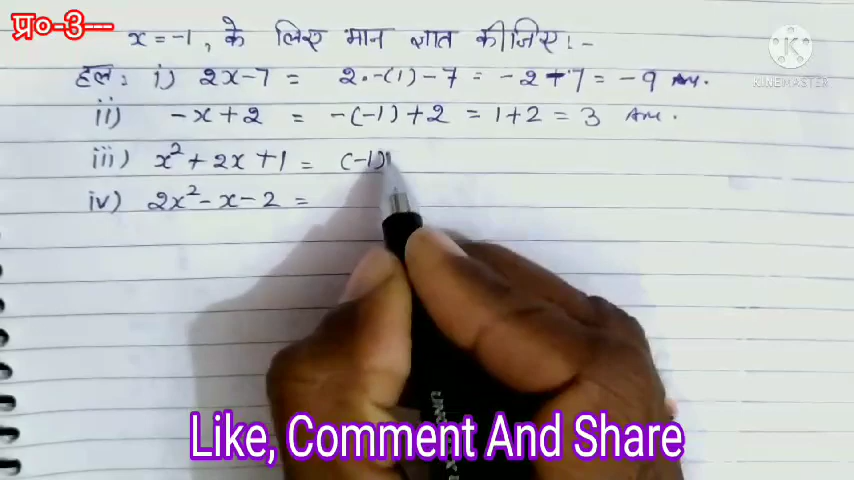 प्र०-3---
x = -1, के लिए मान ज्ञात कीजिए।-
हल: i) 2x-7 = 2·-(1)-7 = -2-7 = -9 Ans.
ii) -x+2 = -(-1)+2 = 1+2 = 3 Ans.
iii) x²+2x+1 = (-1)
iv) 2x²-x-2 =
K
KINEMASTER
Like, Comment And Share